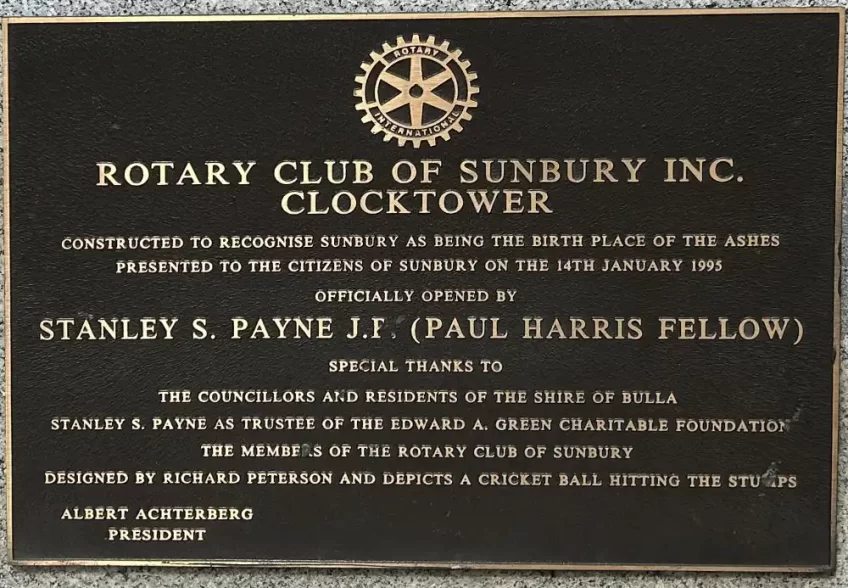 ROTARY
INTERNATIONAL
ROTARY CLUB OF SUNBURY INC.
CLOCKTOWER
CONSTRUCTED TO RECOGNISE SUNBURY AS BEING THE BIRTH PLACE OF THE ASHES
PRESENTED TO THE CITIZENS OF SUNBURY ON THE 14TH JANUARY 1995
OFFICIALLY OPENED BY
STANLEY S. PAYNE J.P. (PAUL HARRIS FELLOW)
SPECIAL THANKS TO
THE COUNCILLORS AND RESIDENTS OF THE SHIRE OF BULLA
STANLEY S. PAYNE AS TRUSTEE OF THE EDWARD A. GREEN CHARITABLE FOUNDATION
THE MEMBERS OF THE ROTARY CLUB OF SUNBURY
DESIGNED BY RICHARD PETERSON AND DEPICTS A CRICKET BALL HITTING THE STUMPS
ALBERT ACHTERBERG
PRESIDENT